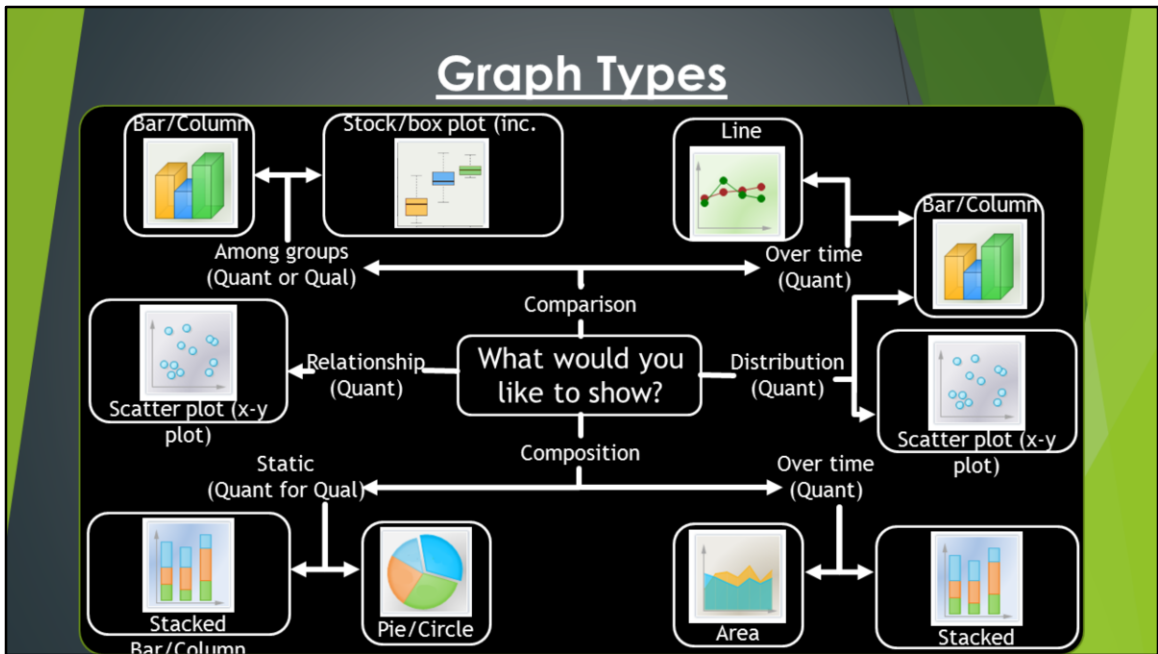 Graph Types
Bar/Column
Stock/box plot (inc.
Line
Bar/Column
Among groups
(Quant or Qual)
Over time
(Quant)
Comparison
Relationship
(Quant)
What would you
like to show?
Distribution
(Quant)
Scatter plot (x-y
plot)
Scatter plot (x-y
plot)
Composition
Static
(Quant for Qual)
Over time
(Quant)
Stacked
Bar/Column
Pie/Circle
Area
Stacked